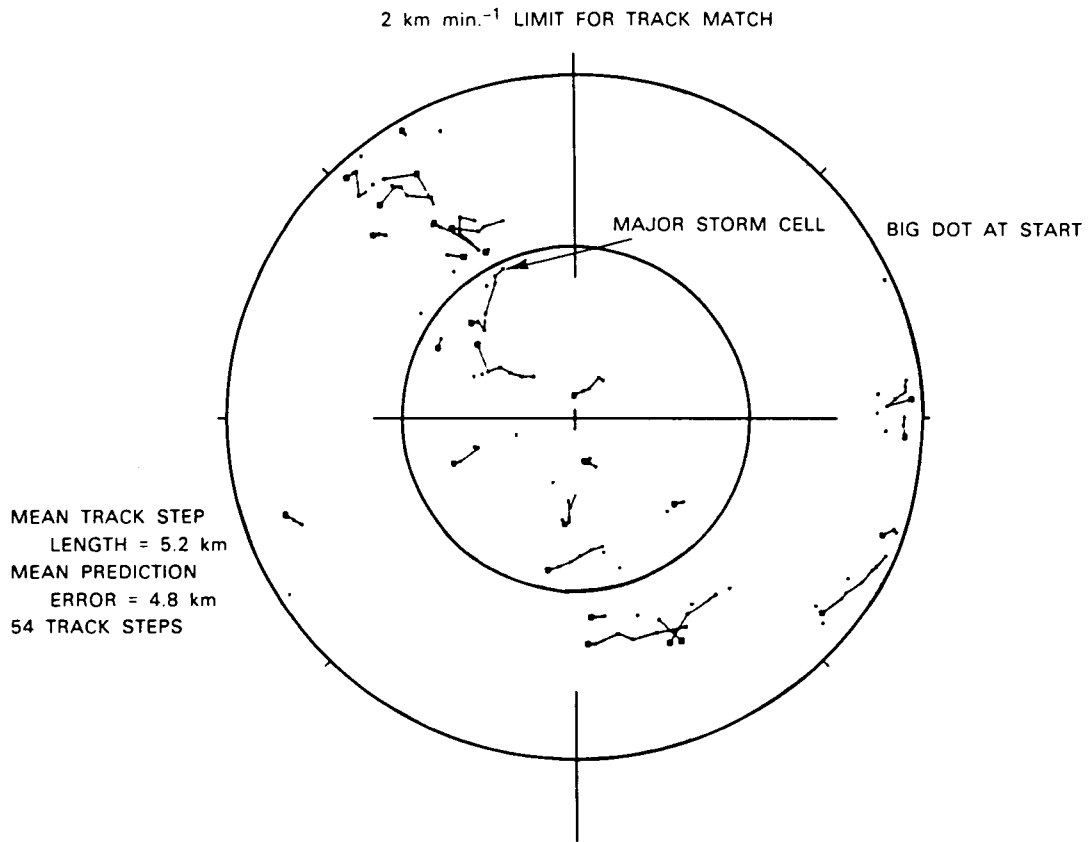 2 km min.⁻¹ LIMIT FOR TRACK MATCH
MAJOR STORM CELL
BIG DOT AT START
MEAN TRACK STEP
LENGTH = 5.2 km
MEAN PREDICTION
ERROR = 4.8 km
54 TRACK STEPS